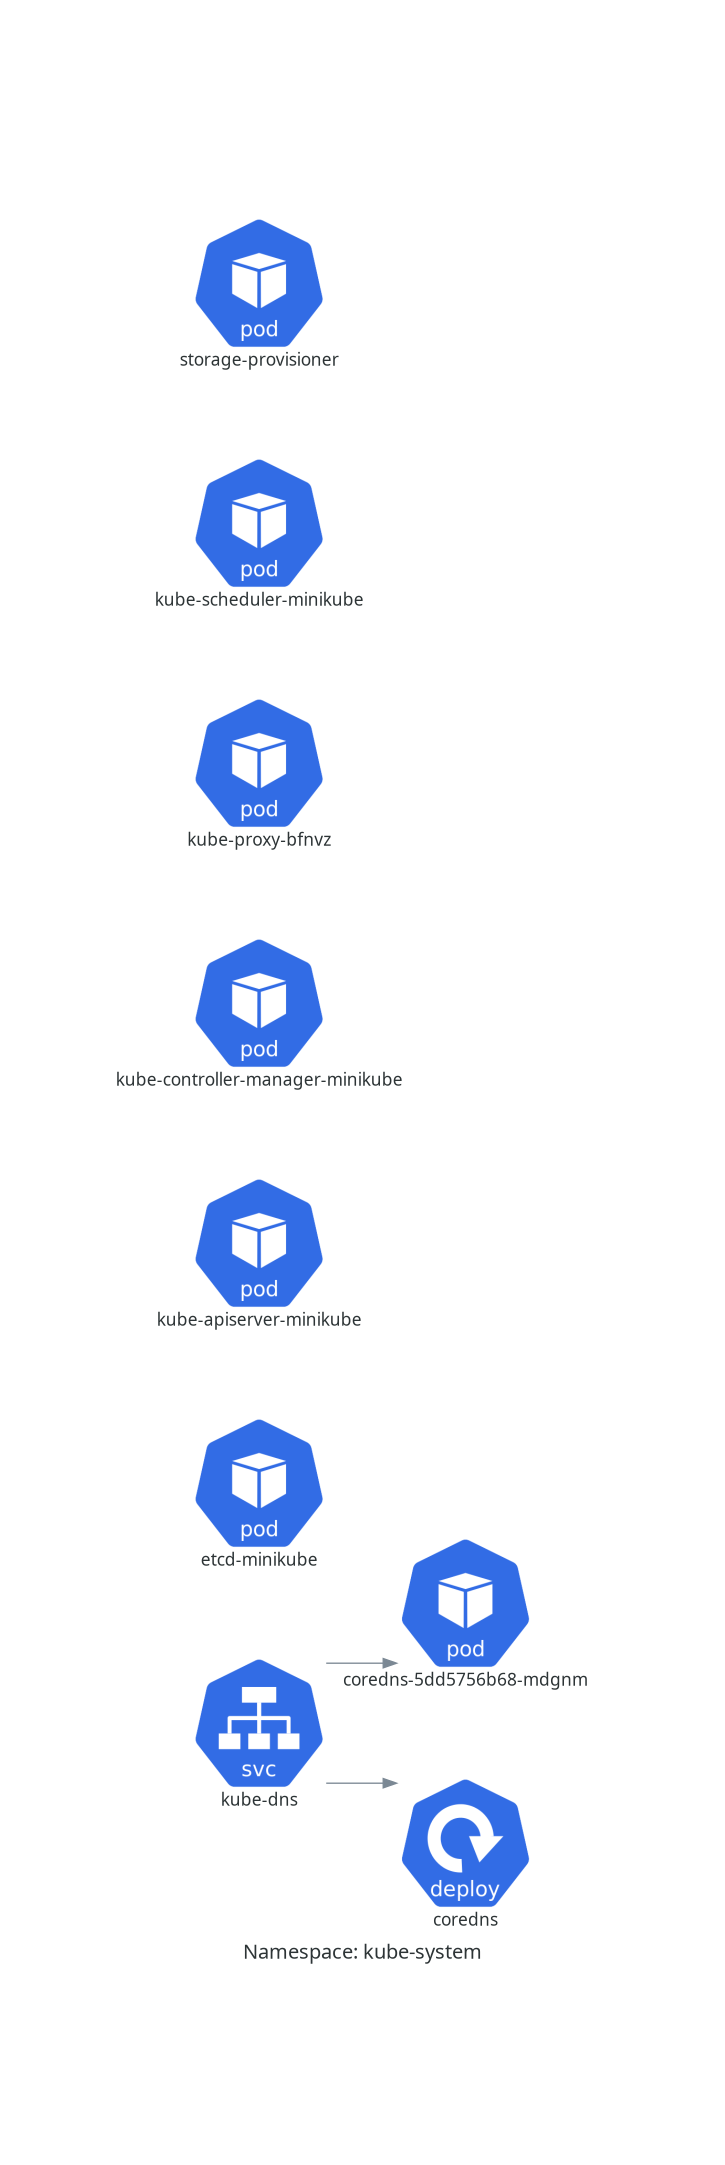 pod
storage-provisioner
pod
kube-scheduler-minikube
pod
kube-proxy-bfnvz
pod
kube-controller-manager-minikube
pod
kube-apiserver-minikube
pod
etcd-minikube
pod
coredns-5dd5756b68-mdgnm
svc
kube-dns
deploy
coredns
Namespace: kube-system